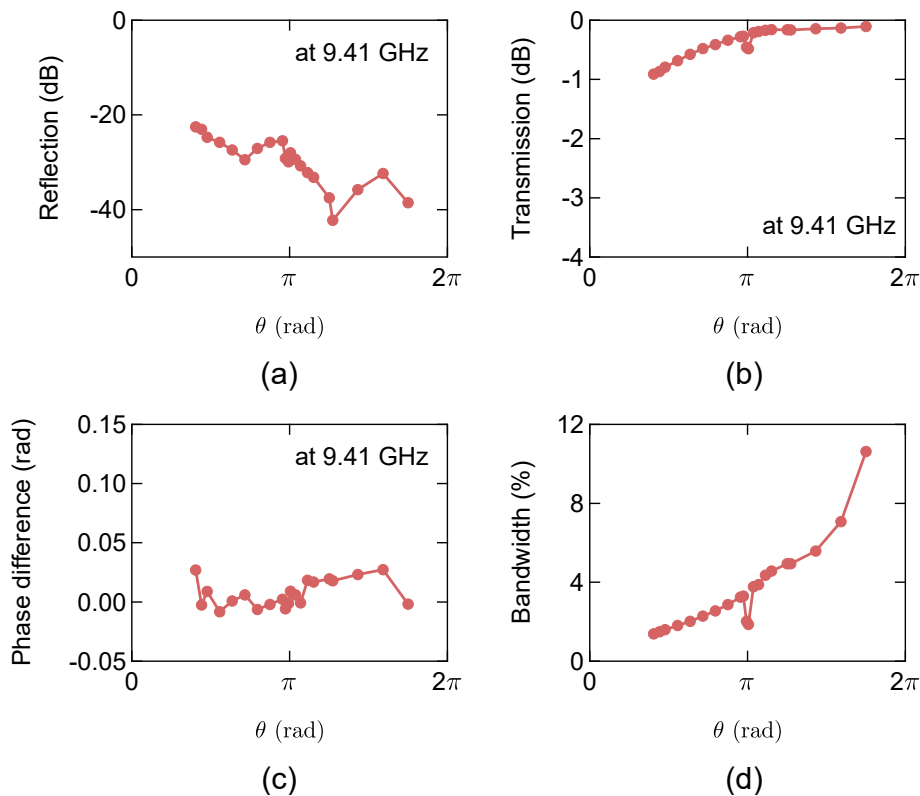 0
-20
-40
Reflection (dB)
at 9.41 GHz
0
π
2π
θ (rad)
(a)
0
-1
-2
-3
-4
Transmission (dB)
at 9.41 GHz
0
π
2π
θ (rad)
(b)
0.15
0.10
0.05
0.00
-0.05
Phase difference (rad)
at 9.41 GHz
0
π
2π
θ (rad)
(c)
12
8
4
0
Bandwidth (%)
0
π
2π
θ (rad)
(d)